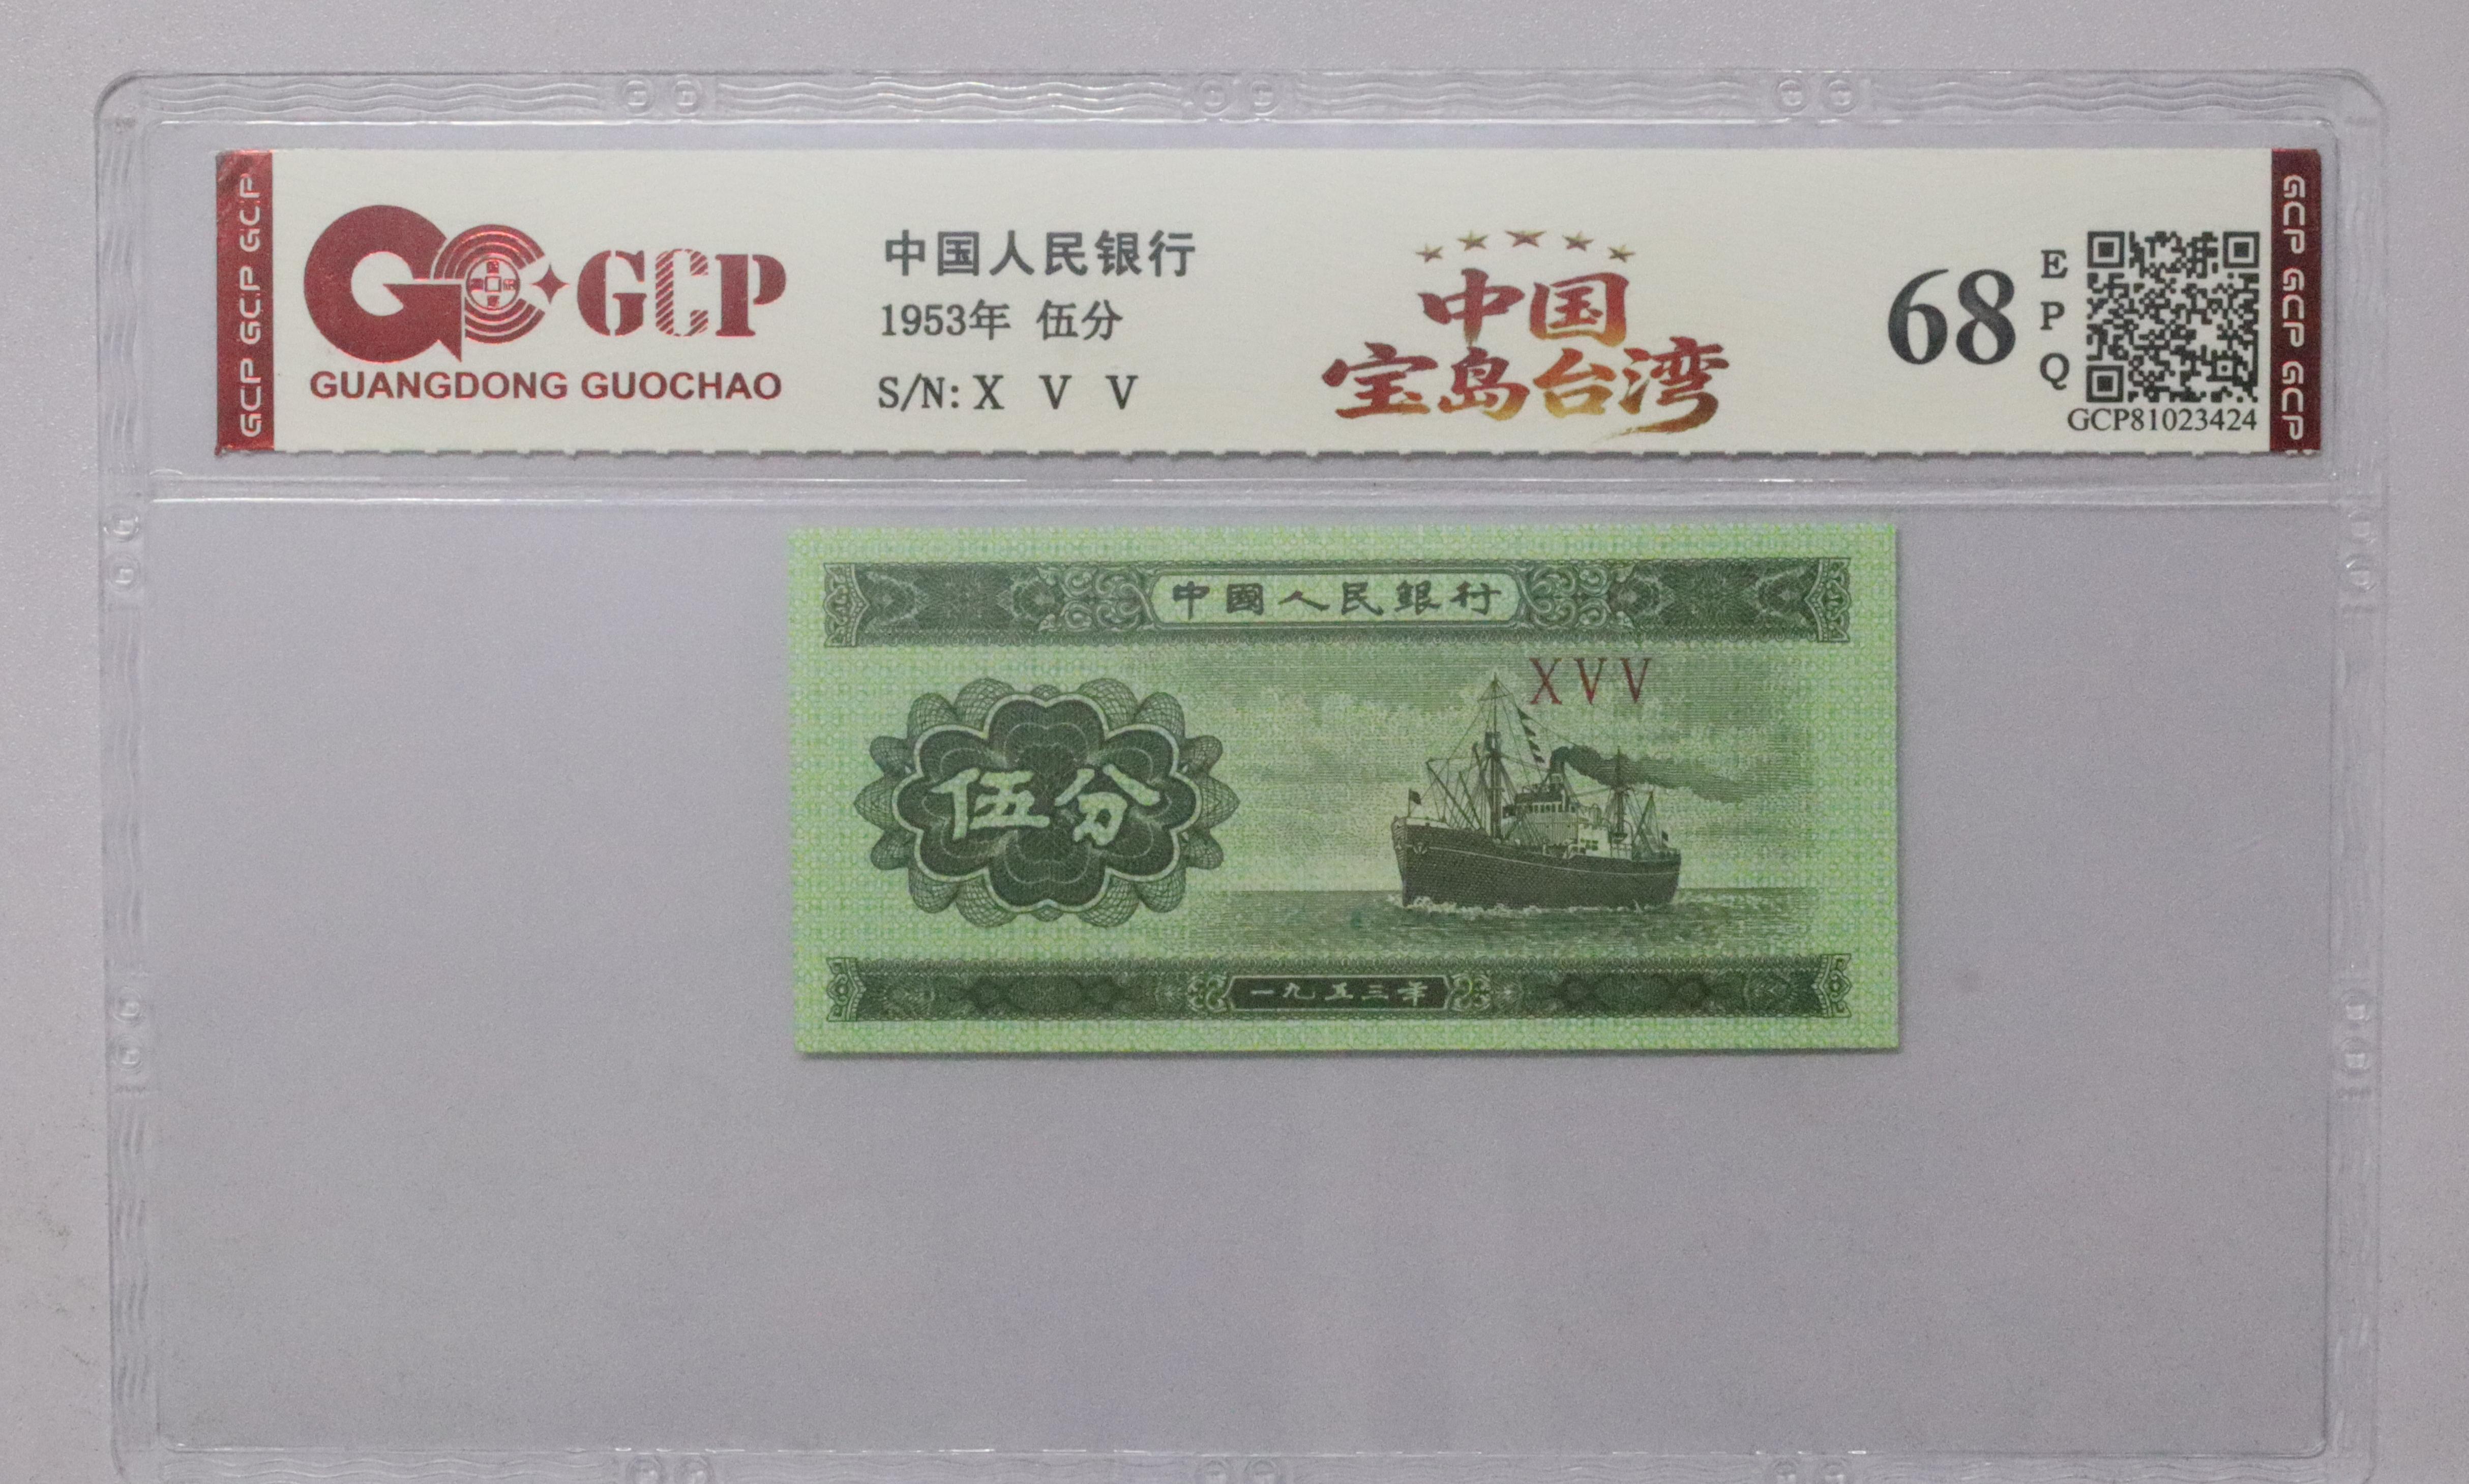 GCP GCP GCP
GCP
GUANGDONG GUOCHAO
中国人民银行
1953年 伍分
S/N: X V V
中国
宝岛台湾
68
E
P
Q
GCP81023424
GCP GCP GCP
中國人民銀行
XVV
伍分
一九五三年